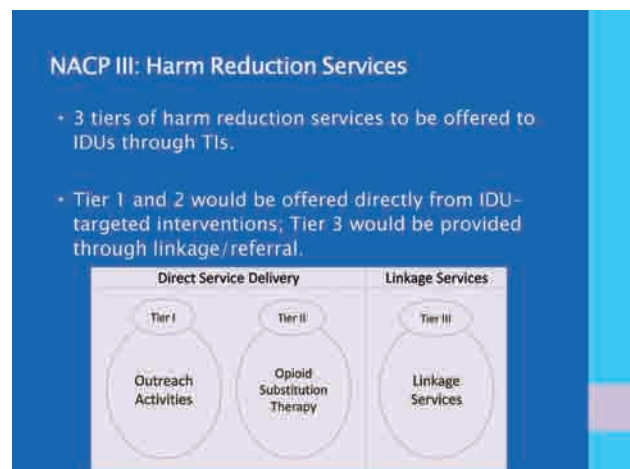 NACP III: Harm Reduction Services
• 3 tiers of harm reduction services to be offered to
IDUs through TIs.
• Tier 1 and 2 would be offered directly from IDU-
targeted interventions; Tier 3 would be provided
through linkage/referral.
Direct Service Delivery
Linkage Services
Tier I
Tier II
Tier III
Outreach
Activities
Opioid
Substitution
Therapy
Linkage
Services